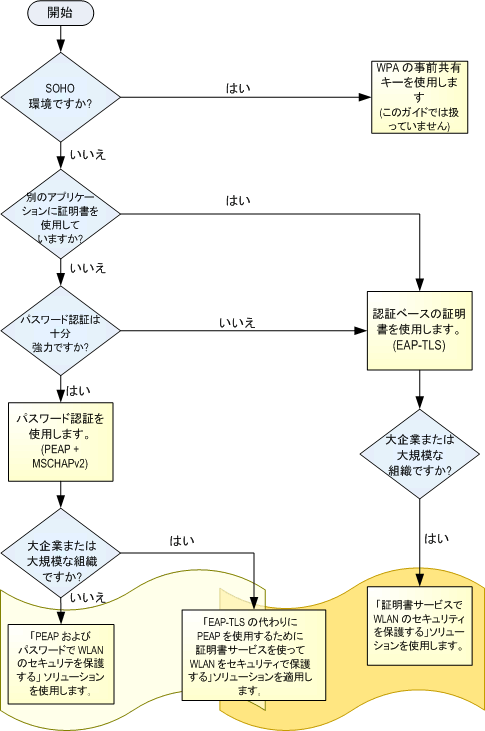 開始
SOHO
環境ですか?
はい
WPA の事前共有
キーを使用しま
す
(このガイドでは扱
っていません)
いいえ
別のアプリケー
ションに証明書を
使用して
いますか?
はい
いいえ
パスワード認証は
十分
強力ですか?
いいえ
認証ベースの証明
書を使用します。
(EAP-TLS)
はい
パスワード認証を
使用します。
(PEAP +
MSCHAPv2)
大企業または
大規模な
組織ですか?
はい
大企業または
大規模な組織
ですか?
はい
いいえ
「PEAP および
パスワードで WLAN
のセキュリテを保護
する」ソリューション
を使用します。
「EAP-TLS の代わりに
PEAP を使用するために
証明書サービスを使って
WLAN をセキュリティで保護
する」ソリューションを適用しま
す。
「証明書サービスで
WLAN のセキュリティ
を保護する」ソリュー
ションを使用します。